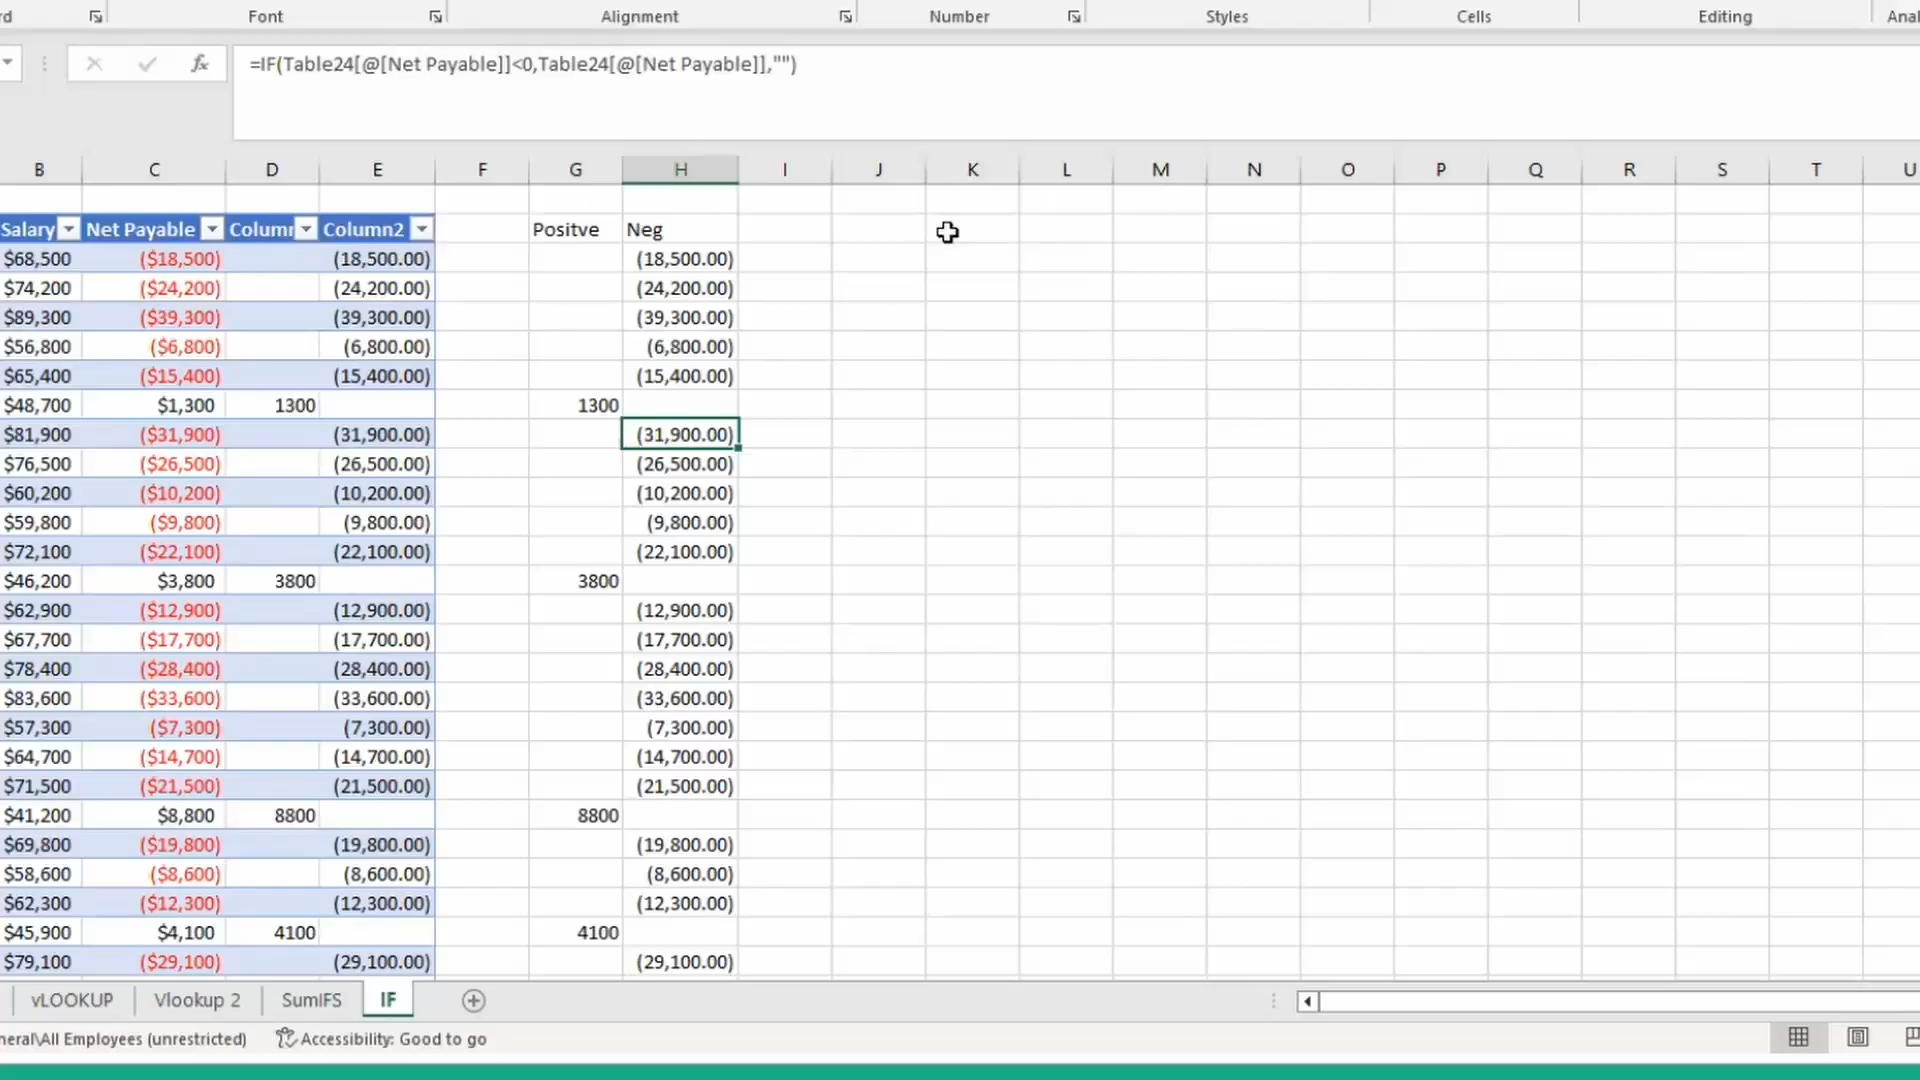 rd Font Alignment Number Styles Cells Editing Anal
fx =IF(Table24[@[Net Payable]]<0,Table24[@[Net Payable]],"")
B C D E F G H I J K L M N O P Q R S T U
Salary Net Payable Colum Column2 Positve Neg
$68,500 ($18,500) (18,500.00) (18,500.00)
$74,200 ($24,200) (24,200.00) (24,200.00)
$89,300 ($39,300) (39,300.00) (39,300.00)
$56,800 ($6,800) (6,800.00) (6,800.00)
$65,400 ($15,400) (15,400.00) (15,400.00)
$48,700 $1,300 1300 1300
$81,900 ($31,900) (31,900.00) (31,900.00)
$76,500 ($26,500) (26,500.00) (26,500.00)
$60,200 ($10,200) (10,200.00) (10,200.00)
$59,800 ($9,800) (9,800.00) (9,800.00)
$72,100 ($22,100) (22,100.00) (22,100.00)
$46,200 $3,800 3800 3800
$62,900 ($12,900) (12,900.00) (12,900.00)
$67,700 ($17,700) (17,700.00) (17,700.00)
$78,400 ($28,400) (28,400.00) (28,400.00)
$83,600 ($33,600) (33,600.00) (33,600.00)
$57,300 ($7,300) (7,300.00) (7,300.00)
$64,700 ($14,700) (14,700.00) (14,700.00)
$71,500 ($21,500) (21,500.00) (21,500.00)
$41,200 $8,800 8800 8800
$69,800 ($19,800) (19,800.00) (19,800.00)
$58,600 ($8,600) (8,600.00) (8,600.00)
$62,300 ($12,300) (12,300.00) (12,300.00)
$45,900 $4,100 4100 4100
$79,100 ($29,100) (29,100.00) (29,100.00)
vLOOKUP Vlookup 2 SumIFS IF
neral\All Employees (unrestricted) Accessibility: Good to go